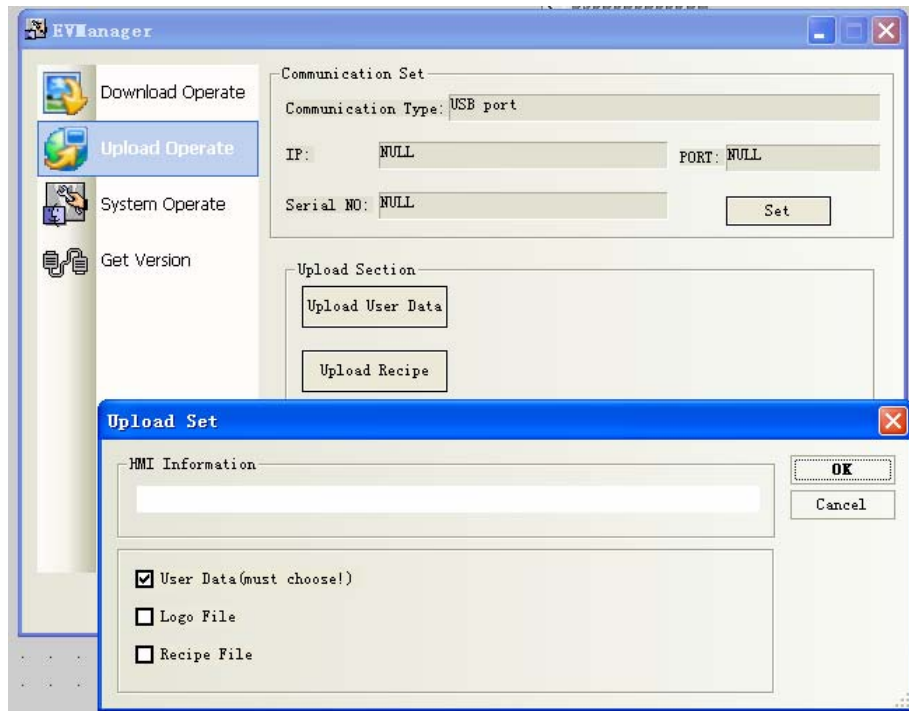 EVManager
Download Operate
Upload Operate
System Operate
Get Version
Communication Set
Communication Type: USB port
IP: NULL PORT: NULL
Serial NO: NULL Set
Upload Section
Upload User Data
Upload Recipe
Upload Set
HMI Information
OK
Cancel
User Data(must choose!)
Logo File
Recipe File